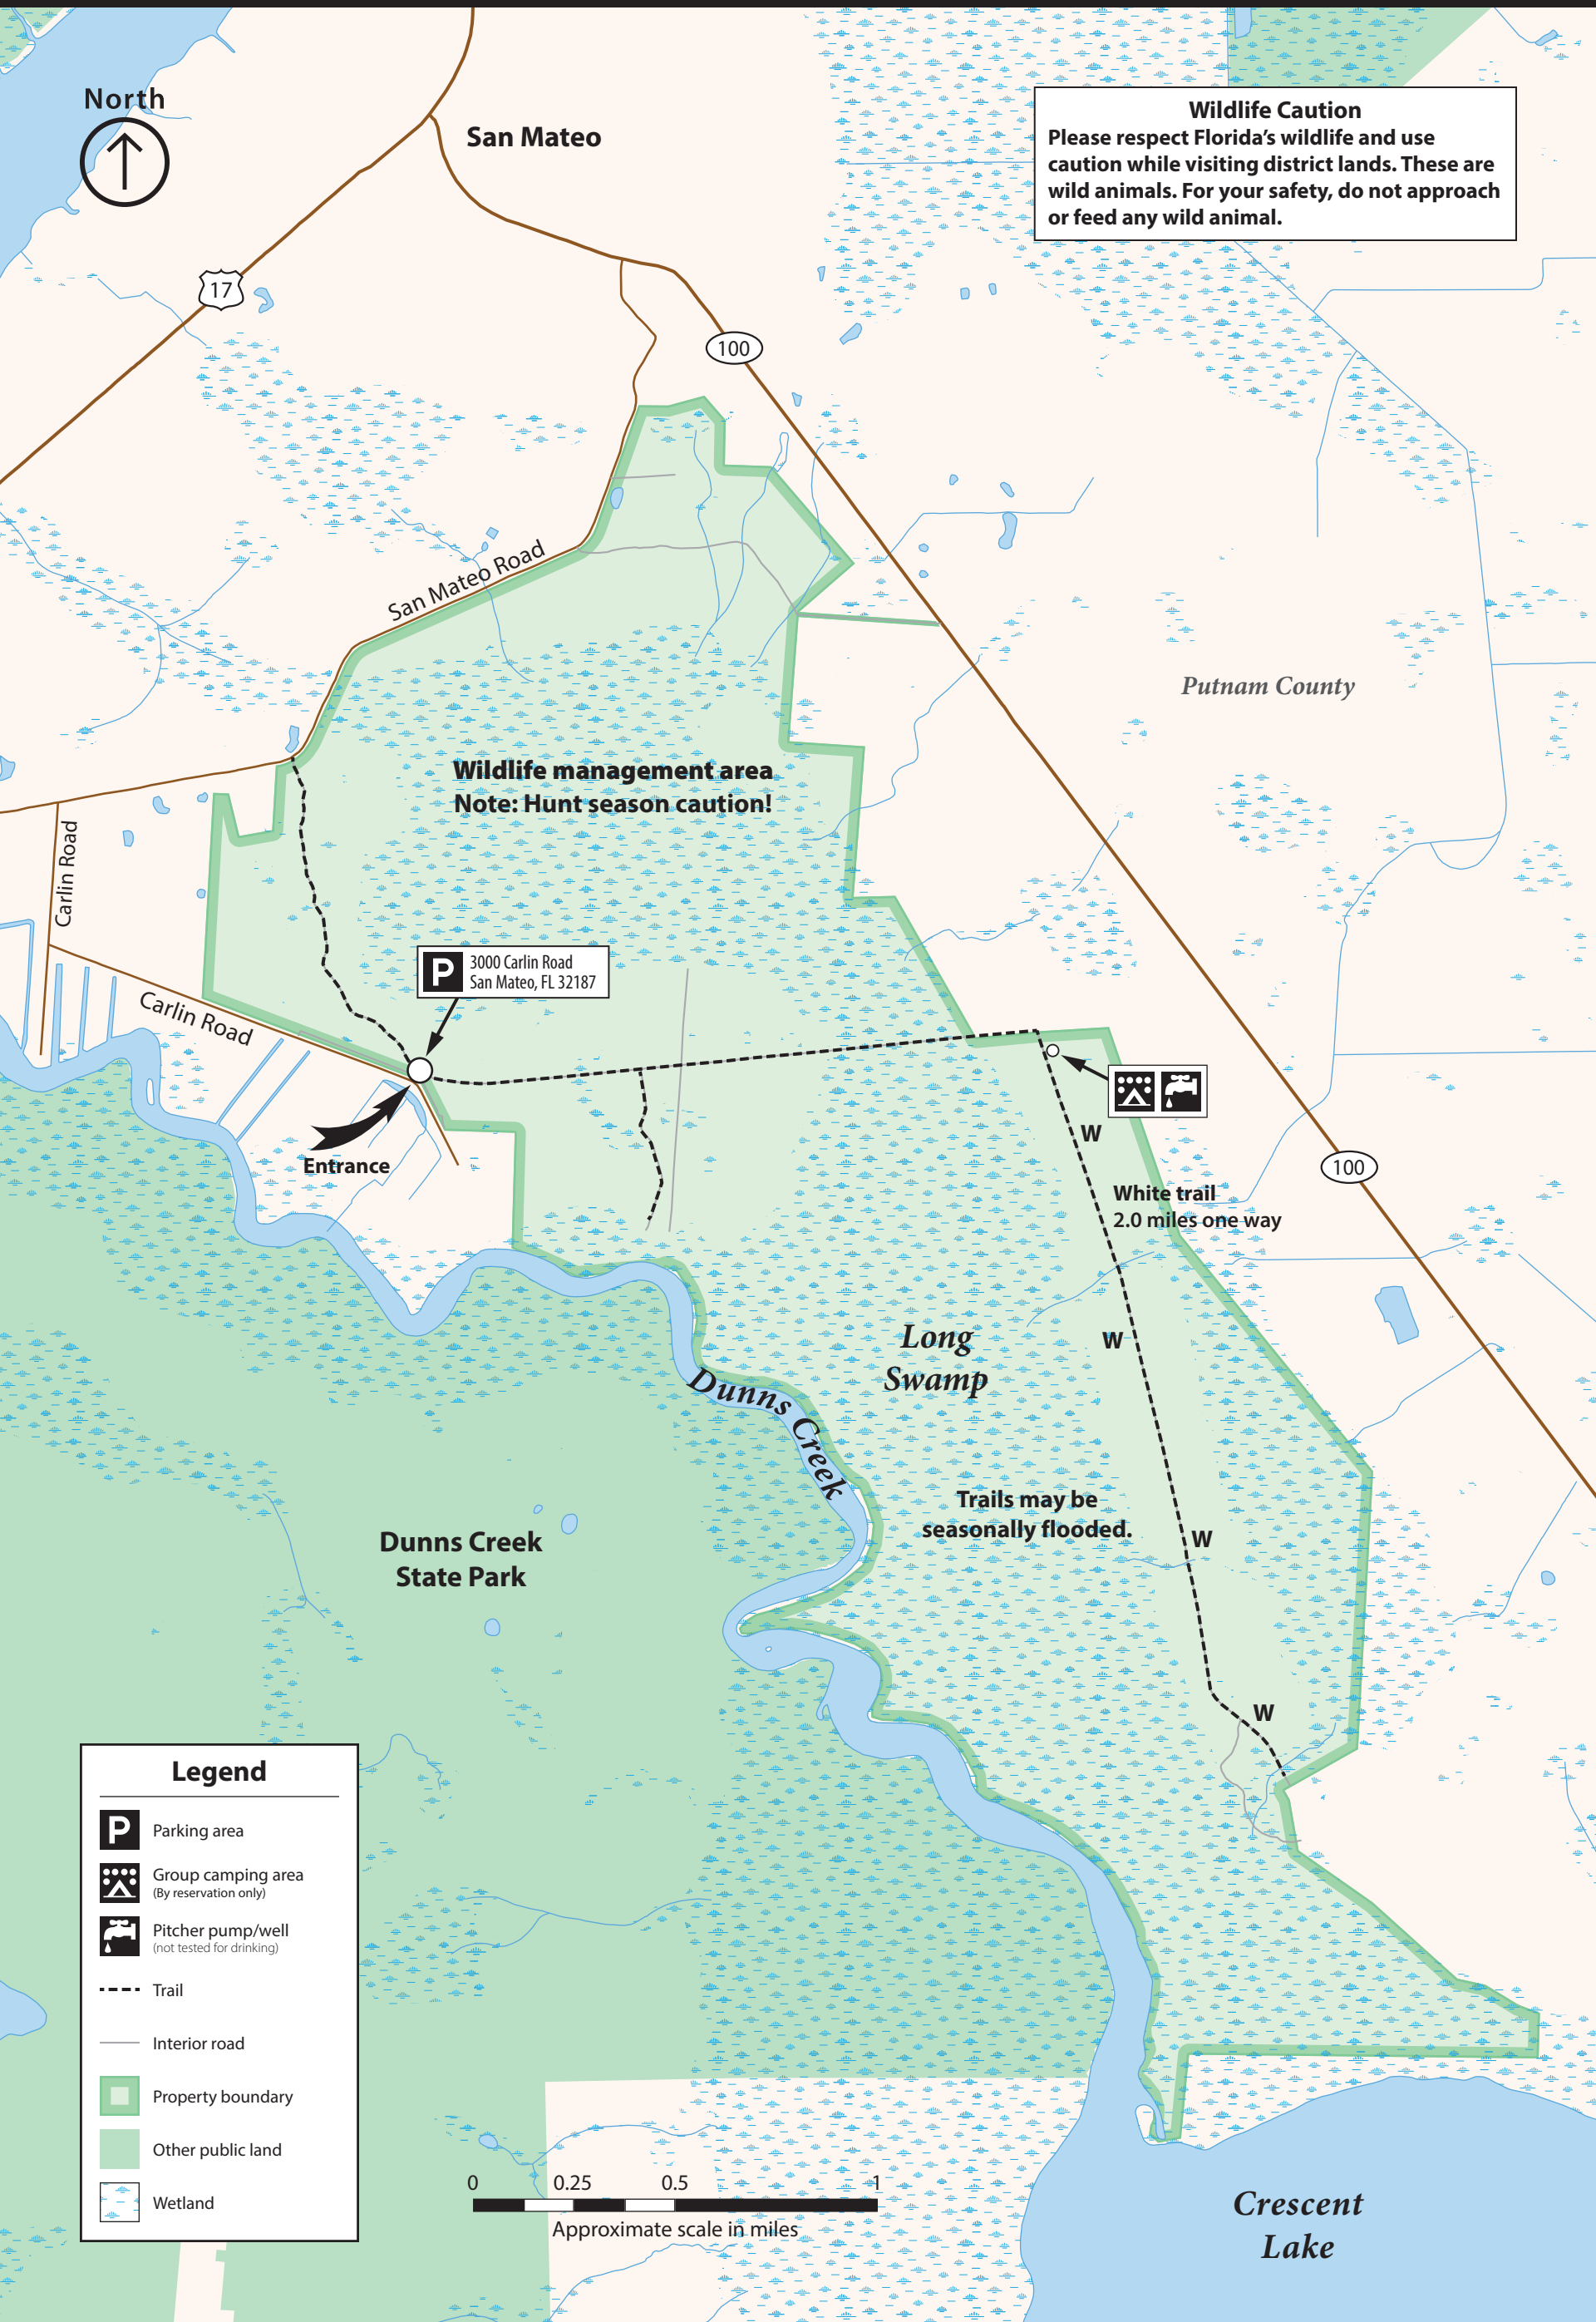 North
San Mateo
Wildlife Caution
Please respect Florida's wildlife and use
caution while visiting district lands. These are
wild animals. For your safety, do not approach
or feed any wild animal.
17
100
San Mateo Road
Putnam County
Wildlife management area
Note: Hunt season caution!
Carlin Road
P
3000 Carlin Road
San Mateo, FL 32187
Carlin Road
Entrance
W
100
White trail
2.0 miles one way
Long
Swamp
W
Dunns Creek
Trails may be
seasonally flooded.
W
Dunns Creek
State Park
W
Legend
P
Parking area
Group camping area
(By reservation only)
Pitcher pump/well
(not tested for drinking)
Trail
Interior road
Property boundary
Other public land
Wetland
0 0.25 0.5 1
Approximate scale in miles
Crescent
Lake